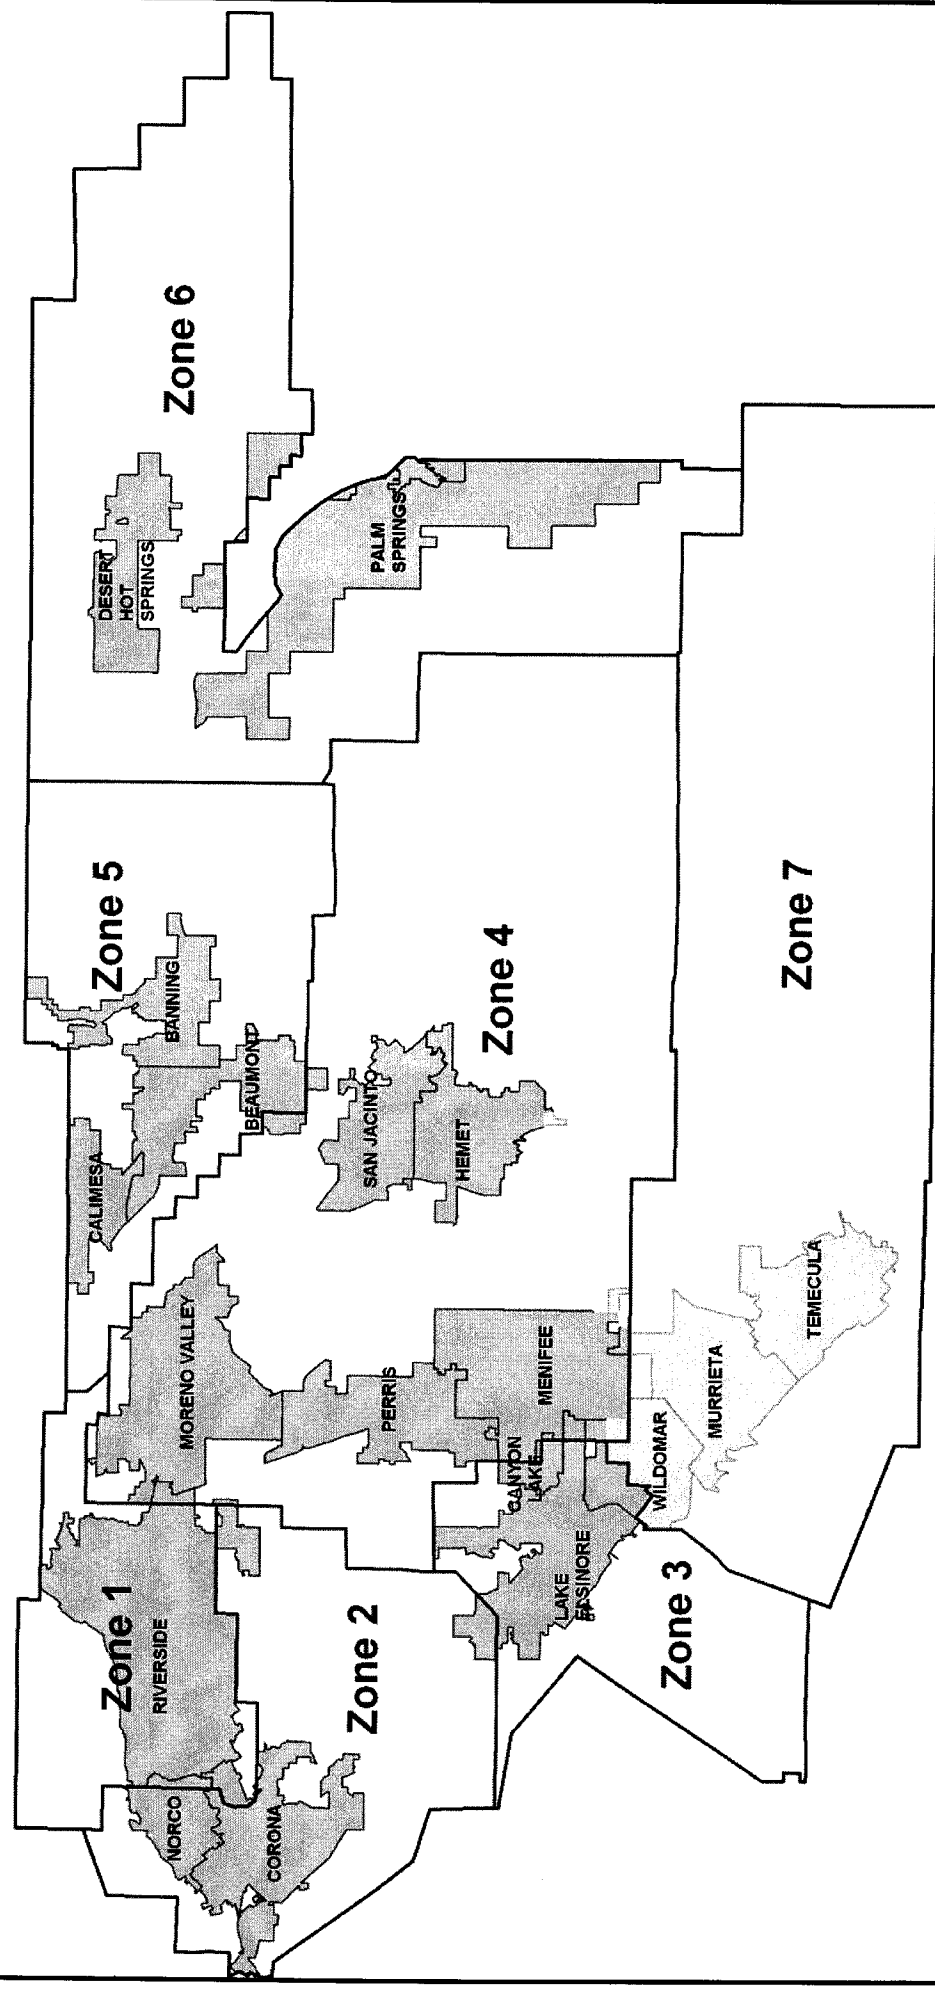 Zone 1
RIVERSIDE
NORCO
CORONA
Zone 2
Zone 3
LAKE
ELSINORE
CANYON
LAKE
WILDOMAR
MURRIETA
TEMECULA
MENIFEE
PERRIS
MORENO VALLEY
CALIMESA
BEAUMONT
BANNING
Zone 5
SAN JACINTO
HEMET
Zone 4
Zone 7
DESERT
HOT
SPRINGS
Zone 6
PALM
SPRINGS